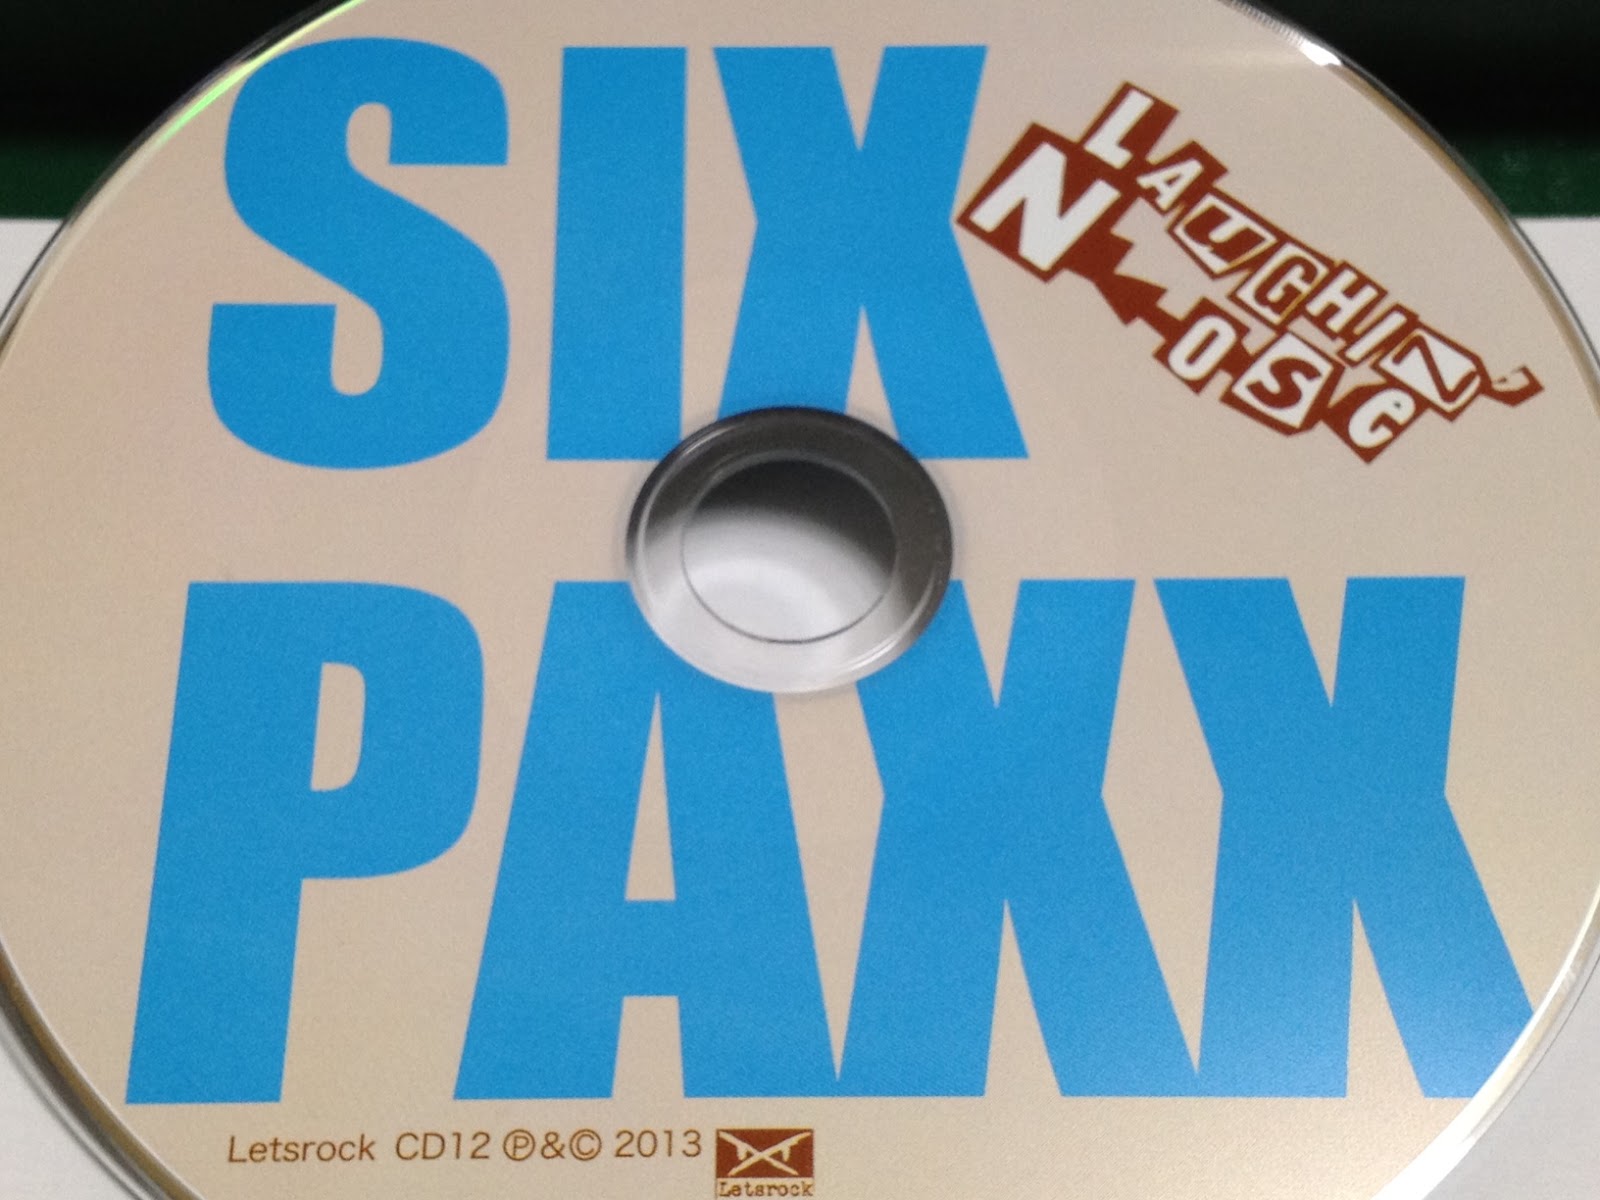 SIX
LAUGHIN'
NOSe
PAXX
Letsrock CD12 Ⓟ&© 2013
Letsrock